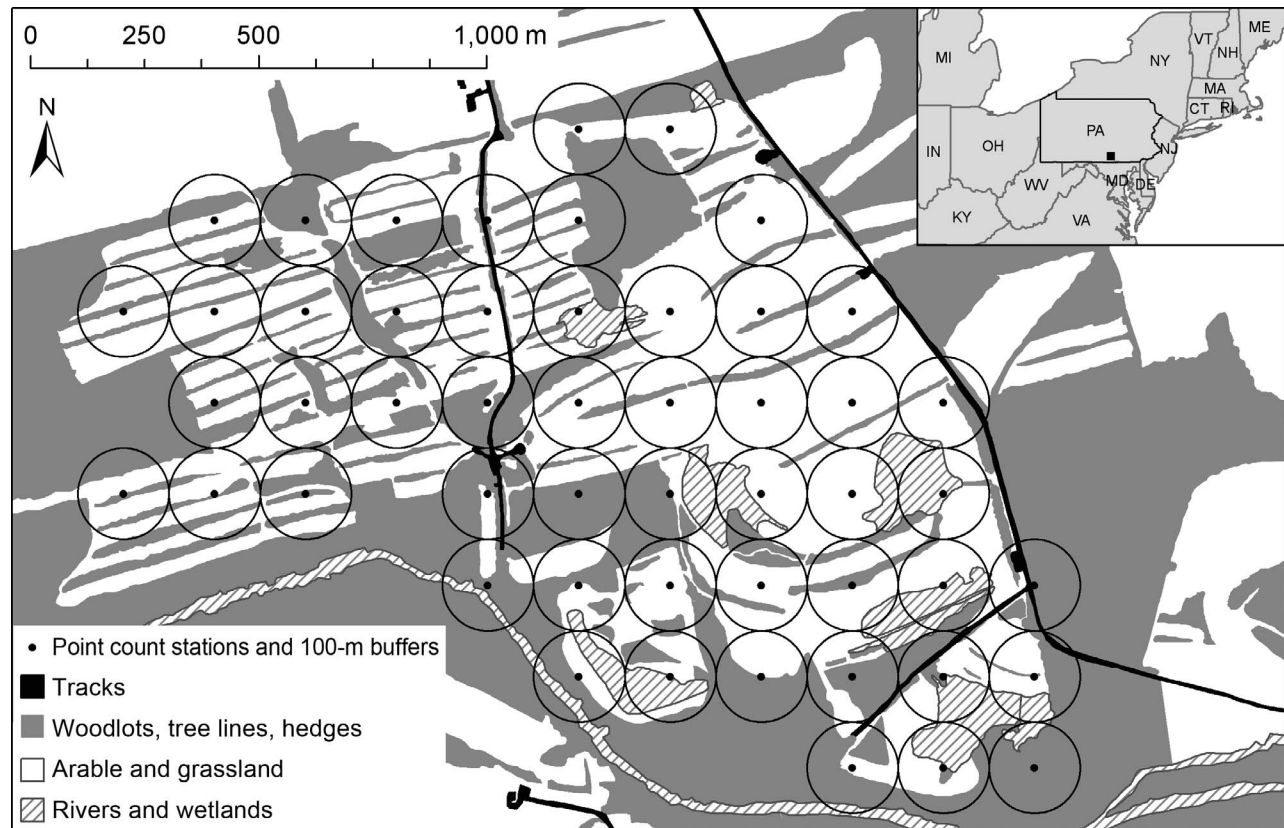 0 250 500 1,000 m
N
ME
VT
MI
NH
NY
MA
CT RI
PA
NJ
OH
IN
MD
DE
WV
KY
VA
Point count stations and 100-m buffers
Tracks
Woodlots, tree lines, hedges
Arable and grassland
Rivers and wetlands